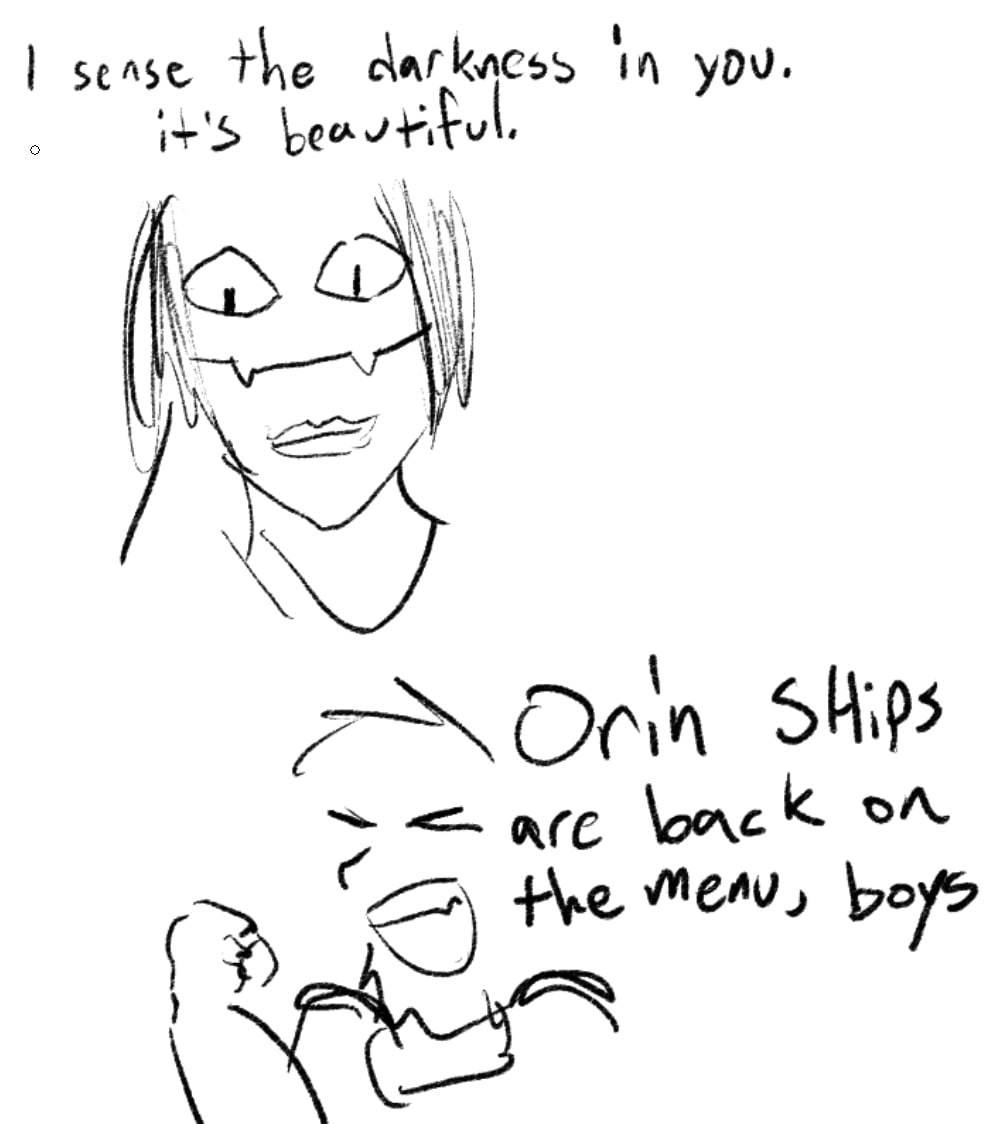 I sense the darkness in you.
it's beautiful.
Orin SHips
are back on
the menu, boys